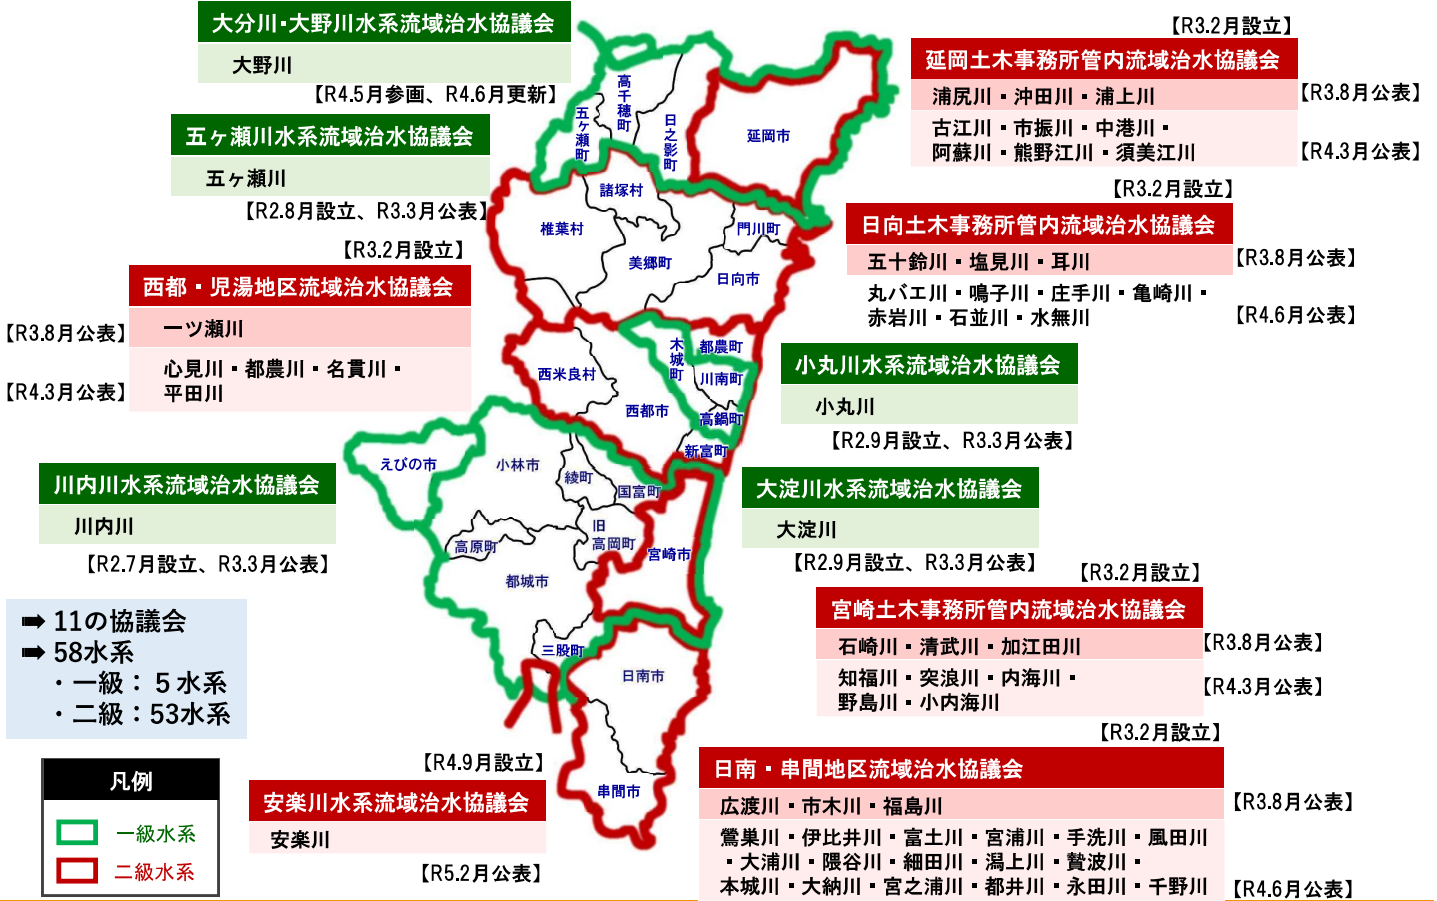 大分川・大野川水系流域治水協議会
大野川
【R4.5月参画、R4.6月更新】
五ヶ瀬川水系流域治水協議会
五ヶ瀬川
【R2.8月設立、R3.3月公表】
【R3.2月設立】
西都・児湯地区流域治水協議会
一ツ瀬川
【R3.8月公表】
心見川・都農川・名貫川・
平田川
【R4.3月公表】
川内川水系流域治水協議会
川内川
【R2.7月設立、R3.3月公表】
➡ 11の協議会
➡ 58水系
・一級：５水系
・二級：53水系
凡例
一級水系
二級水系
【R4.9月設立】
安楽川水系流域治水協議会
安楽川
【R5.2月公表】
高千穂町
五ヶ瀬町
日之影町
延岡市
諸塚村
椎葉村
門川町
美郷町
日向市
木城町
都農町
西米良村
川南町
西都市
高鍋町
新富町
えびの市
小林市
綾町
国富町
旧
高岡町
高原町
宮崎市
都城市
三股町
日南市
串間市
【R3.2月設立】
延岡土木事務所管内流域治水協議会
浦尻川・沖田川・浦上川
【R3.8月公表】
古江川・市振川・中港川・
阿蘇川・熊野江川・須美江川
【R4.3月公表】
【R3.2月設立】
日向土木事務所管内流域治水協議会
五十鈴川・塩見川・耳川
【R3.8月公表】
丸バエ川・鳴子川・庄手川・亀崎川・
赤岩川・石並川・水無川
【R4.6月公表】
小丸川水系流域治水協議会
小丸川
【R2.9月設立、R3.3月公表】
大淀川水系流域治水協議会
大淀川
【R2.9月設立、R3.3月公表】
【R3.2月設立】
宮崎土木事務所管内流域治水協議会
石崎川・清武川・加江田川
【R3.8月公表】
知福川・突浪川・内海川・
野島川・小内海川
【R4.3月公表】
【R3.2月設立】
日南・串間地区流域治水協議会
広渡川・市木川・福島川
【R3.8月公表】
鶯巣川・伊比井川・富土川・宮浦川・手洗川・風田川
・大浦川・隈谷川・細田川・潟上川・贄波川・
本城川・大納川・宮之浦川・都井川・永田川・千野川
【R4.6月公表】